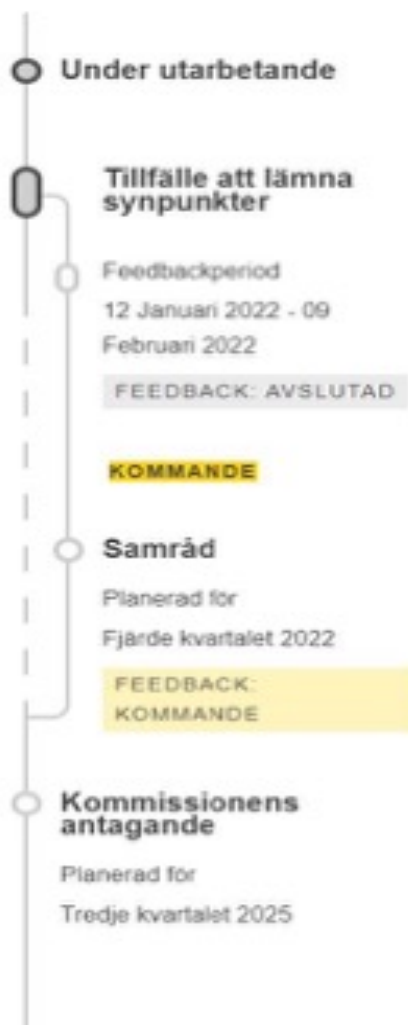 Under utarbetande
Tillfälle att lämna
synpunkter
Feedbackperiod
12 Januari 2022 - 09
Februari 2022
FEEDBACK: AVSLUTAD
KOMMANDE
Samråd
Planerad för
Fjärde kvartalet 2022
FEEDBACK:
KOMMANDE
Kommissionens
antagande
Planerad för
Tredje kvartalet 2025